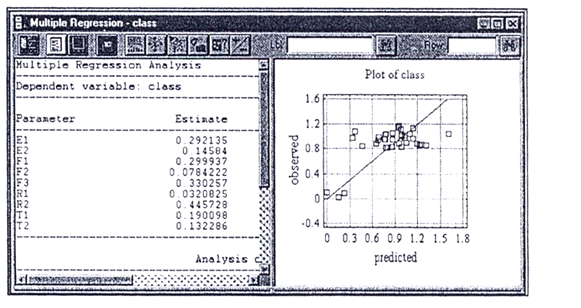 Multiple Regression - class
Lbl
Row
Multiple Regression Analysis
Dependent variable: class
Parameter Estimate
E1 0.292135
E2 0.14584
F1 0.299937
F2 0.0784222
F3 0.330257
R1 0.0320825
R2 0.445728
T1 0.190098
T2 0.132286
Analysis
Plot of class
observed
1.6
1.2
0.8
0.4
0
-0.4
0 0.3 0.6 0.9 1.2 1.5 1.8
predicted